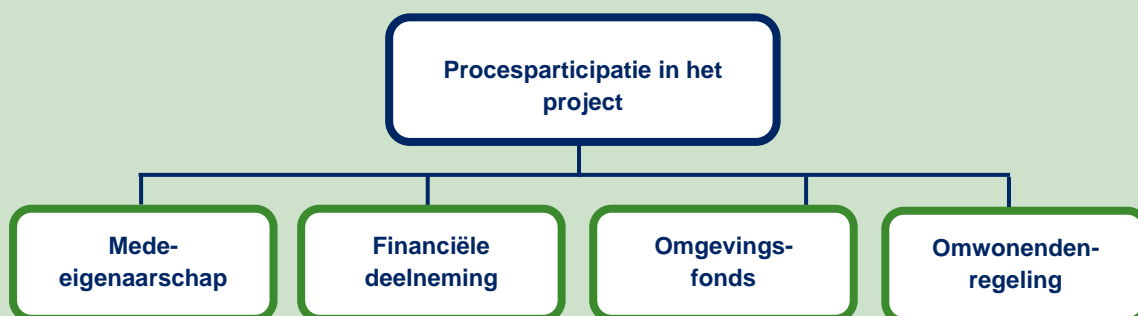 Procesparticipatie in het
project
Mede-
eigenaarschap
Financiële
deelneming
Omgevings-
fonds
Omwonenden-
regeling